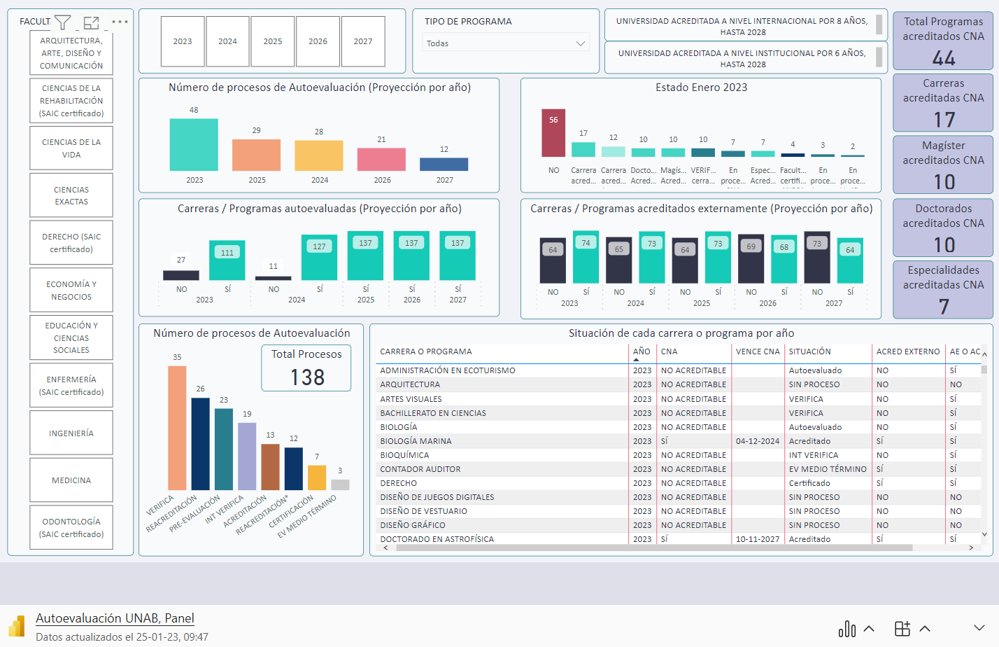 FACULT
ARQUITECTURA,
ARTE, DISEÑO Y
COMUNICACIÓN
CIENCIAS DE LA
REHABILITACIÓN
(SAIC certificado)
CIENCIAS DE LA
VIDA
CIENCIAS
EXACTAS
DERECHO (SAIC
certificado)
ECONOMÍA Y
NEGOCIOS
EDUCACIÓN Y
CIENCIAS
SOCIALES
ENFERMERÍA
(SAIC certificado)
INGENIERÍA
MEDICINA
ODONTOLOGÍA
(SAIC certificado)
2023 2024 2025 2026 2027
TIPO DE PROGRAMA
Todas
UNIVERSIDAD ACREDITADA A NIVEL INTERNACIONAL POR 8 AÑOS,
HASTA 2028
UNIVERSIDAD ACREDITADA A NIVEL INSTITUCIONAL POR 6 AÑOS,
HASTA 2028
Total Programas
acreditados CNA
44
Carreras
acreditadas CNA
17
Magíster
acreditados CNA
10
Doctorados
acreditados CNA
10
Especialidades
acreditadas CNA
7
Número de procesos de Autoevaluación (Proyección por año)
48 29 28 21 12
2023 2025 2024 2026 2027
Estado Enero 2023
56 17 12 10 10 10 7 7 4 3 2
NO Carrera Carrera Docto... Magís... VERIF... En Espec... Facult... En En
acred... acred... Acred... Acred... cerra... proce... Acred... certifi... proce... proce...
Carreras / Programas autoevaluadas (Proyección por año)
27 111 11 127 137 137 137
NO SÍ NO SÍ SÍ SÍ SÍ
2023 2024 2025 2026 2027
Carreras / Programas acreditados externamente (Proyección por año)
64 74 65 73 64 73 69 68 73 64
NO SÍ NO SÍ NO SÍ NO SÍ NO SÍ
2023 2024 2025 2026 2027
Número de procesos de Autoevaluación
Total Procesos
138
35 26 23 19 13 12 7 3
VERIFICA
REACREDITACIÓN
PRE-EVALUACIÓN
INT VERIFICA
ACREDITACIÓN
REACREDITACIÓN*
CERTIFICACIÓN
EV MEDIO TÉRMINO
Situación de cada carrera o programa por año
CARRERA O PROGRAMA AÑO CNA VENCE CNA SITUACIÓN ACRED EXTERNO AE O AC
ADMINISTRACIÓN EN ECOTURISMO 2023 NO ACREDITABLE Autoevaluado NO SÍ
ARQUITECTURA 2023 NO ACREDITABLE SIN PROCESO NO NO
ARTES VISUALES 2023 NO ACREDITABLE VERIFICA NO SÍ
BACHILLERATO EN CIENCIAS 2023 NO ACREDITABLE VERIFICA NO SÍ
BIOLOGÍA 2023 NO ACREDITABLE Autoevaluado NO SÍ
BIOLOGÍA MARINA 2023 SÍ 04-12-2024 Acreditado SÍ SÍ
BIOQUÍMICA 2023 NO ACREDITABLE INT VERIFICA NO SÍ
CONTADOR AUDITOR 2023 NO ACREDITABLE EV MEDIO TÉRMINO SÍ SÍ
DERECHO 2023 NO ACREDITABLE Certificado SÍ SÍ
DISEÑO DE JUEGOS DIGITALES 2023 NO ACREDITABLE SIN PROCESO NO NO
DISEÑO DE VESTUARIO 2023 NO ACREDITABLE SIN PROCESO NO NO
DISEÑO GRÁFICO 2023 NO ACREDITABLE SIN PROCESO NO NO
DOCTORADO EN ASTROFÍSICA 2023 SÍ 10-11-2027 Acreditado SÍ SÍ
Autoevaluación UNAB, Panel
Datos actualizados el 25-01-23, 09:47